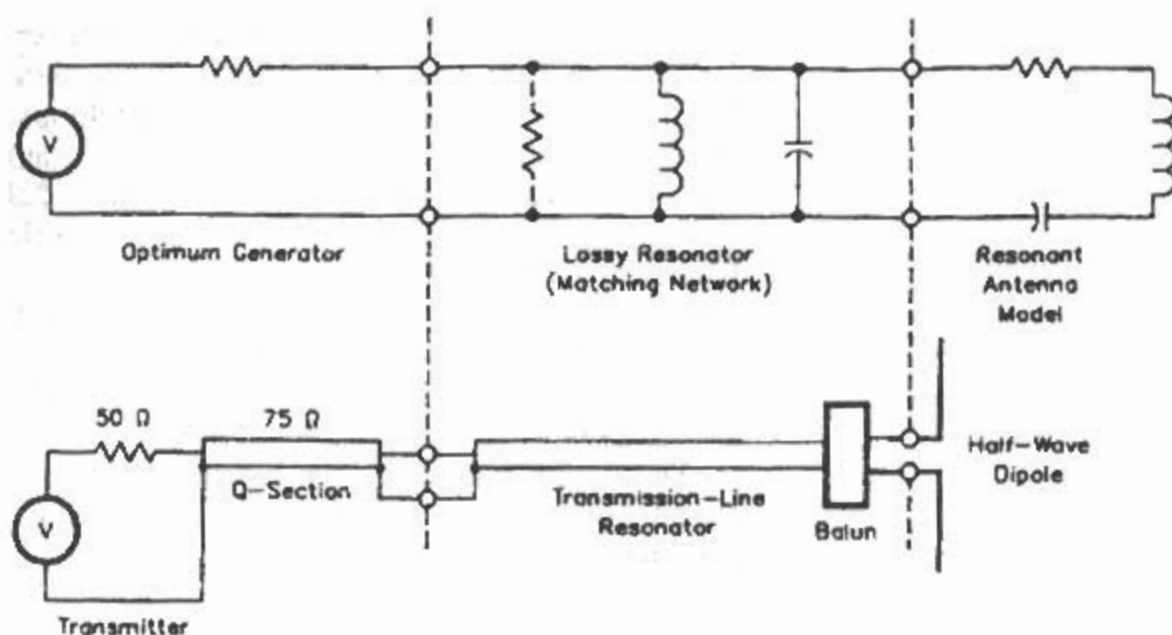 V
Optimum Generator
Lossy Resonator
(Matching Network)
Resonant
Antenna
Model
50 Ω
75 Ω
V
Q-Section
Transmission-Line
Resonator
Balun
Half-Wave
Dipole
Transmitter